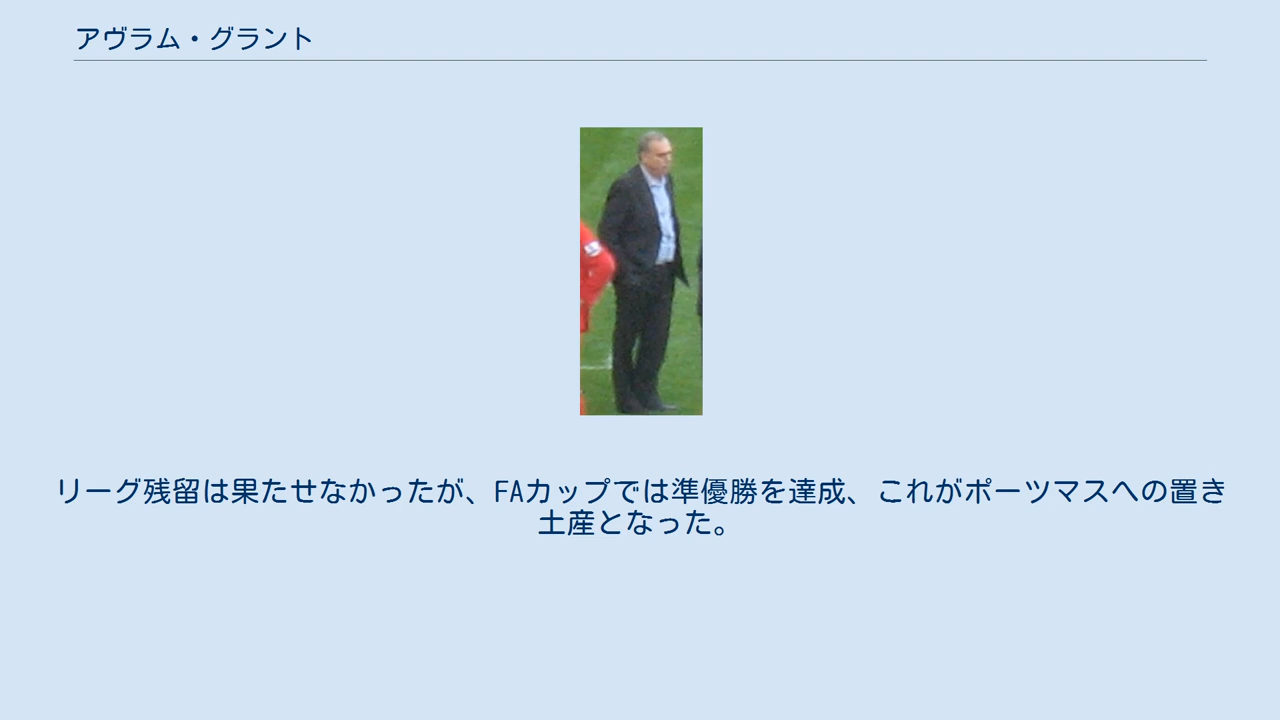 アヴラム・グラント
リーグ残留は果たせなかったが、FAカップでは準優勝を達成、これがポーツマスへの置き
土産となった。